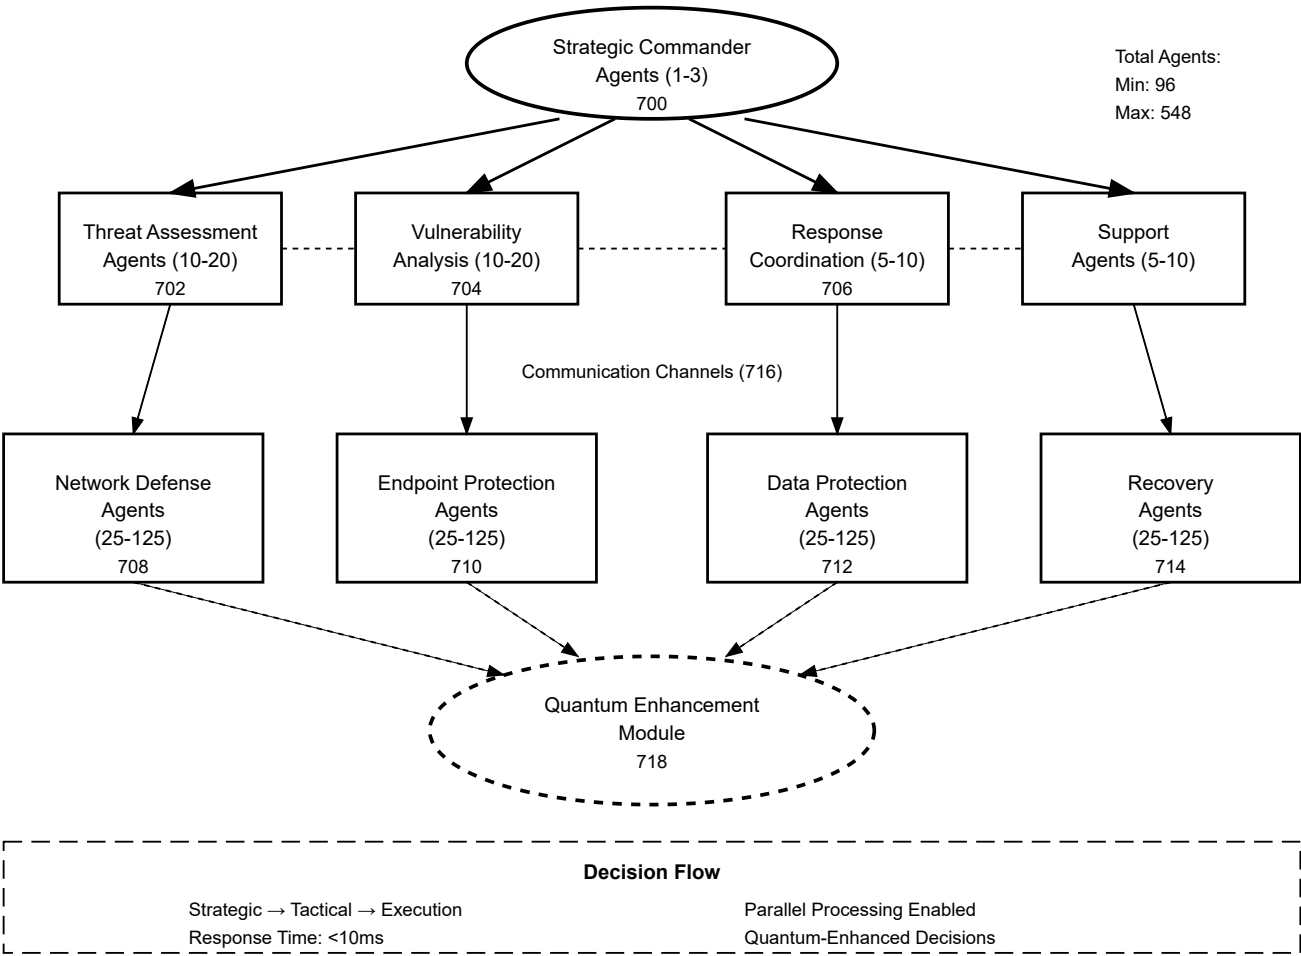 Strategic Commander
Agents (1-3)
700
Total Agents:
Min: 96
Max: 548
Threat Assessment
Agents (10-20)
702
Vulnerability
Analysis (10-20)
704
Response
Coordination (5-10)
706
Support
Agents (5-10)
Communication Channels (716)
Network Defense
Agents
(25-125)
708
Endpoint Protection
Agents
(25-125)
710
Data Protection
Agents
(25-125)
712
Recovery
Agents
(25-125)
714
Quantum Enhancement
Module
718
Decision Flow
Strategic → Tactical → Execution
Response Time: <10ms
Parallel Processing Enabled
Quantum-Enhanced Decisions